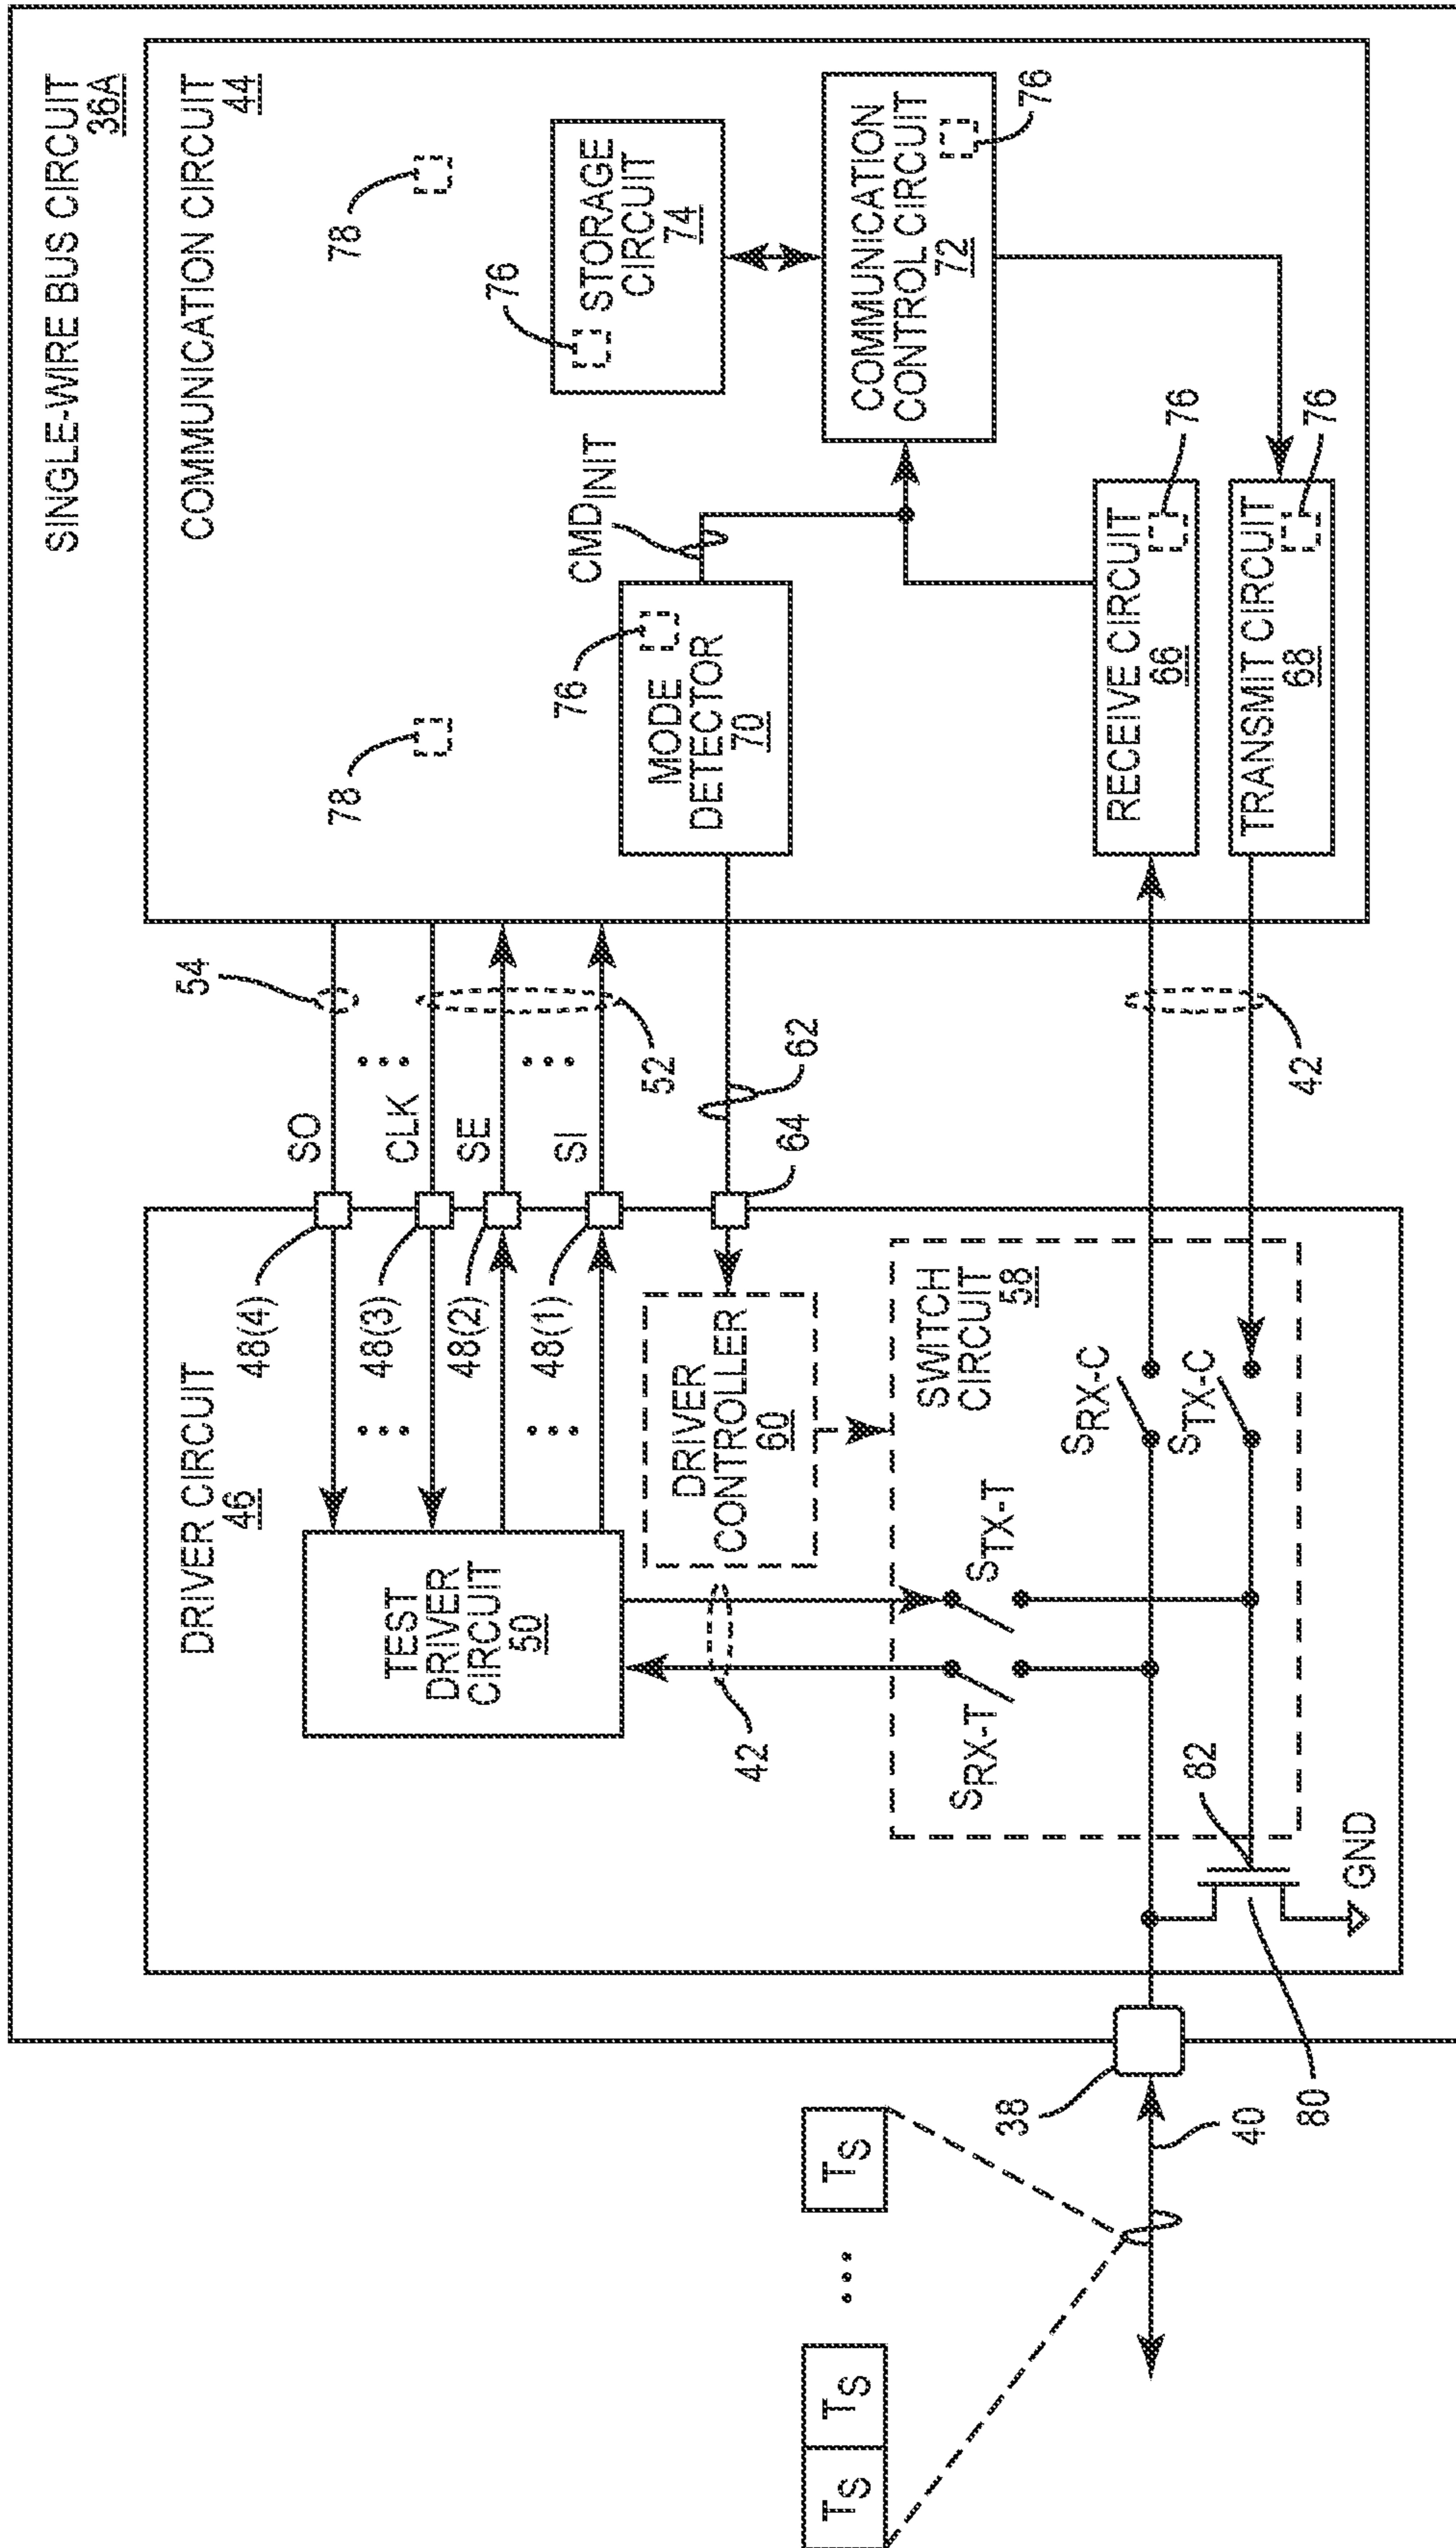 SINGLE-WIRE BUS CIRCUIT
36A
COMMUNICATION CIRCUIT
44
DRIVER CIRCUIT
46
54
78
78
48(4)
SO
48(3)
CLK
48(2)
SE
48(1)
SI
52
TEST
DRIVER
CIRCUIT
50
76
STORAGE
CIRCUIT
74
CMDINIT
76
MODE
DETECTOR
70
62
64
DRIVER
CONTROLLER
60
42
COMMUNICATION
CONTROL CIRCUIT
72
76
SWITCH
CIRCUIT
58
STX-T
SRX-T
SRX-C
STX-C
RECEIVE CIRCUIT
66
76
TRANSMIT CIRCUIT
68
76
42
82
GND
80
38
40
TS
TS
...
TS